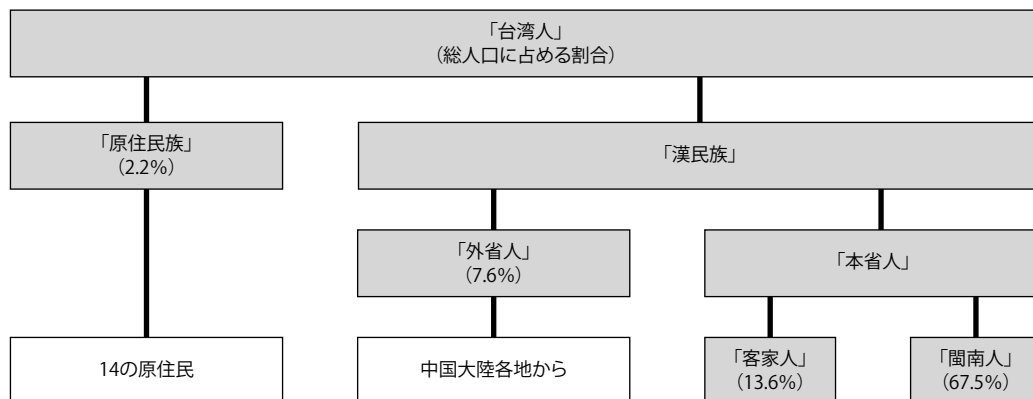 「台湾人」
(総人口に占める割合)
「原住民族」
(2.2%)
「漢民族」
「外省人」
(7.6%)
「本省人」
14の原住民
中国大陸各地から
「客家人」
(13.6%)
「閩南人」
(67.5%)